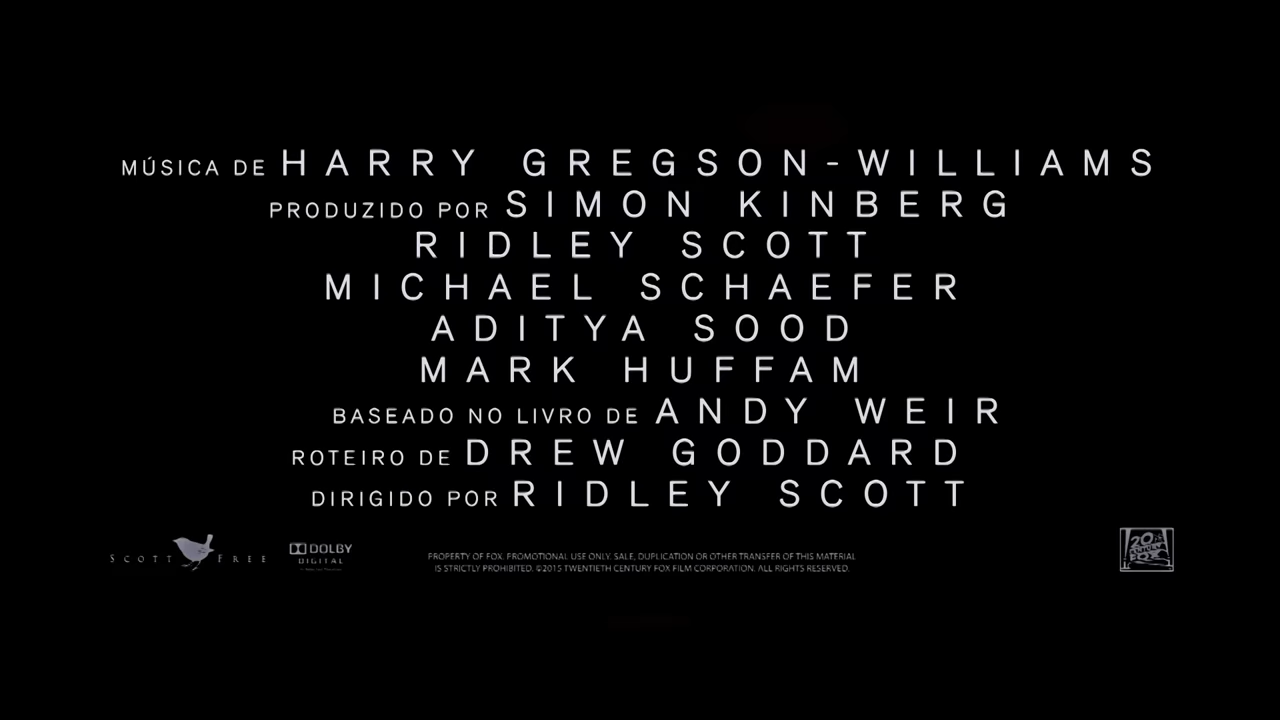 MÚSICA DE HARRY GREGSON-WILLIAMS
PRODUZIDO POR SIMON KINBERG
RIDLEY SCOTT
MICHAEL SCHAEFER
ADITYA SOOD
MARK HUFFAM
BASEADO NO LIVRO DE ANDY WEIR
ROTEIRO DE DREW GODDARD
DIRIGIDO POR RIDLEY SCOTT
SCOTT FREE
DOLBY
DIGITAL
PROPERTY OF FOX. PROMOTIONAL USE ONLY. SALE, DUPLICATION OR OTHER TRANSFER OF THIS MATERIAL
IS STRICTLY PROHIBITED. ©2015 TWENTIETH CENTURY FOX FILM CORPORATION. ALL RIGHTS RESERVED.
20th
CENTURY
FOX